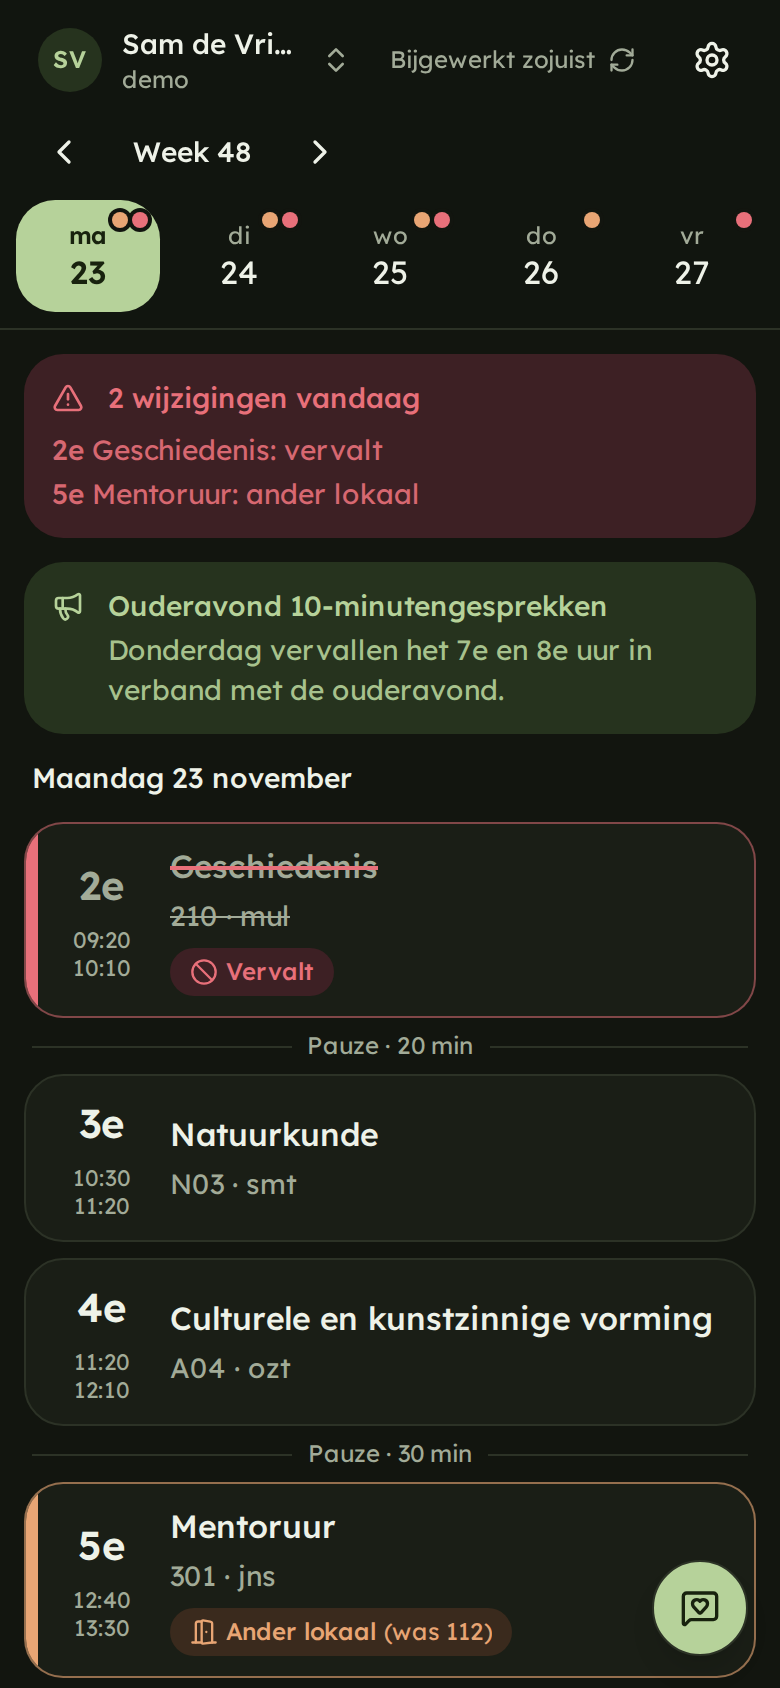 SV
Sam de Vri...
demo
Bijgewerkt zojuist
Week 48
ma
23
di
24
wo
25
do
26
vr
27
2 wijzigingen vandaag
2e Geschiedenis: vervalt
5e Mentoruur: ander lokaal
Ouderavond 10-minutengesprekken
Donderdag vervallen het 7e en 8e uur in
verband met de ouderavond.
Maandag 23 november
2e
09:20
10:10
Geschiedenis
210 · mul
Vervalt
Pauze · 20 min
3e
10:30
11:20
Natuurkunde
N03 · smt
4e
11:20
12:10
Culturele en kunstzinnige vorming
A04 · ozt
Pauze · 30 min
5e
12:40
13:30
Mentoruur
301 · jns
Ander lokaal (was 112)